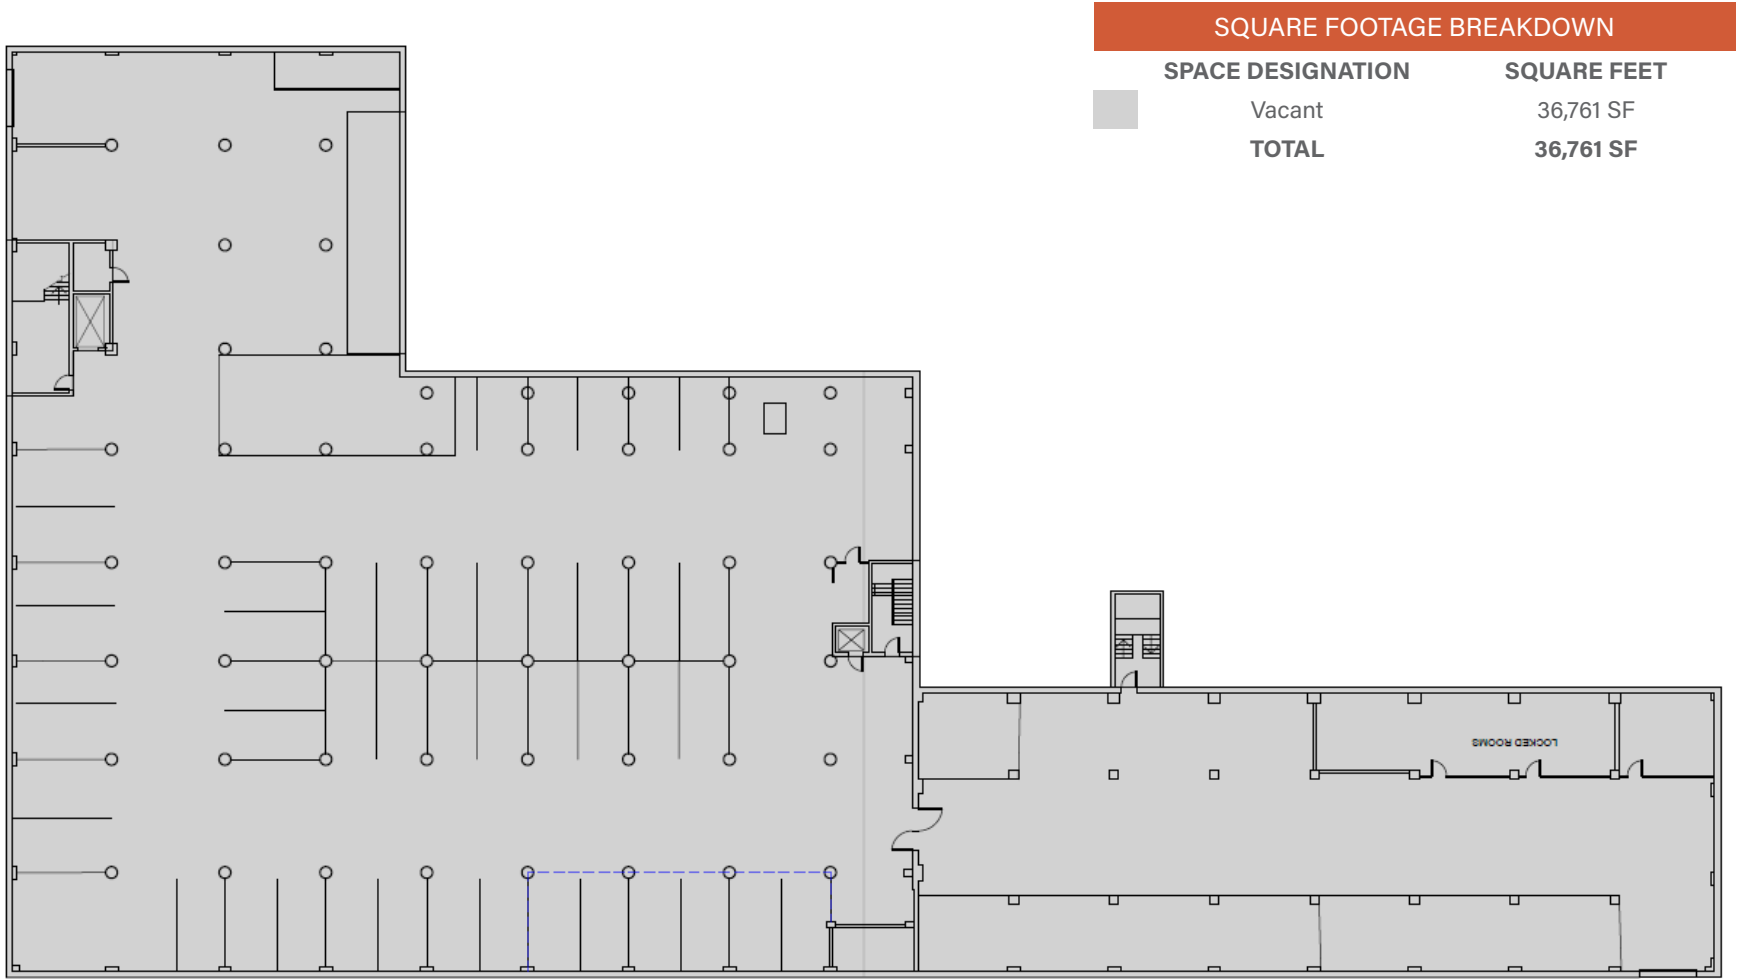 SQUARE FOOTAGE BREAKDOWN
SPACE DESIGNATION SQUARE FEET
Vacant 36,761 SF
TOTAL 36,761 SF
LOCKED ROOMS